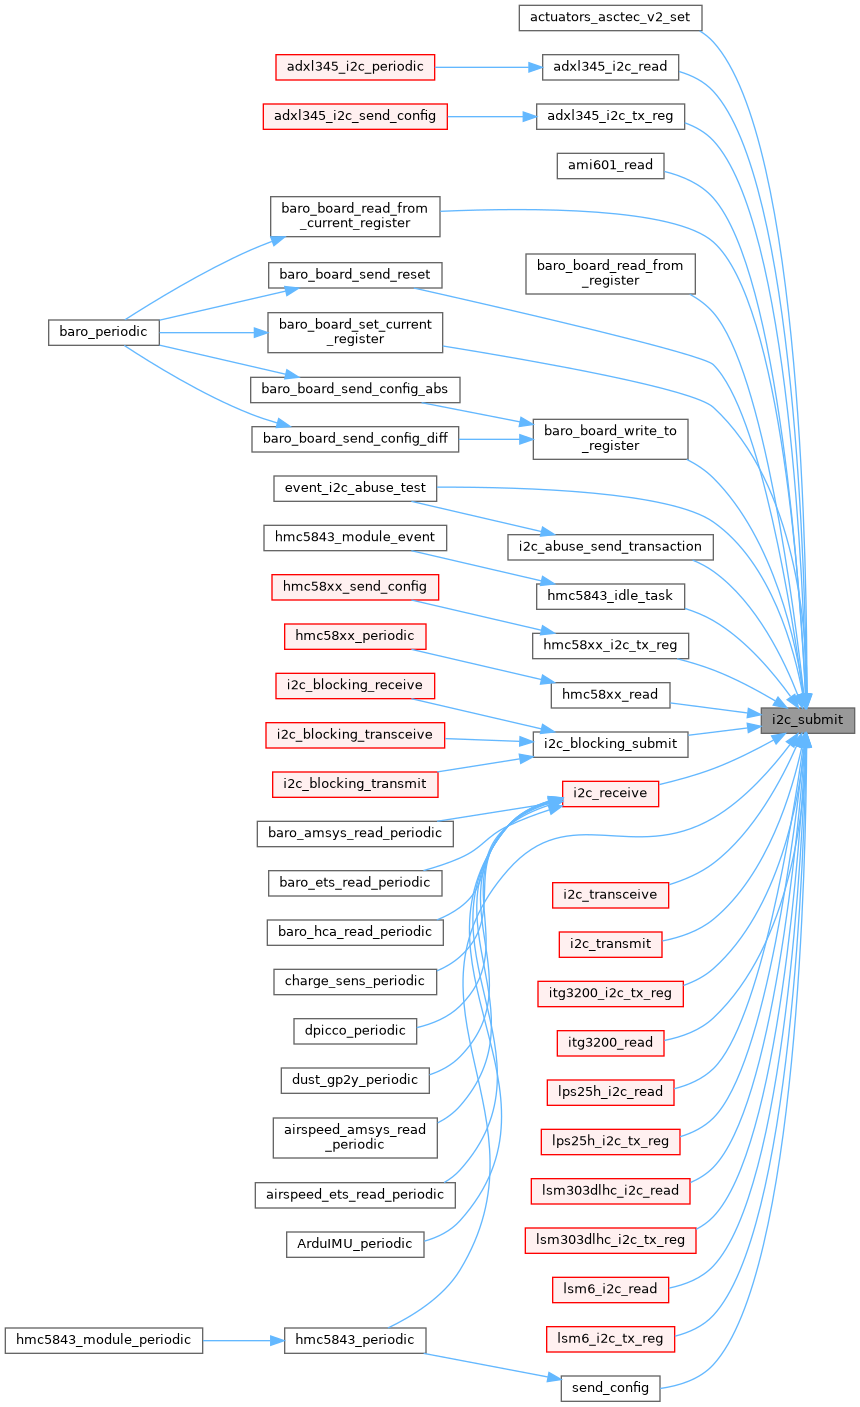 actuators_asctec_v2_set
adxl345_i2c_periodic
adxl345_i2c_read
adxl345_i2c_send_config
adxl345_i2c_tx_reg
ami601_read
baro_board_read_from
_current_register
baro_board_read_from
_register
baro_board_send_reset
baro_periodic
baro_board_set_current
_register
baro_board_send_config_abs
baro_board_send_config_diff
baro_board_write_to
_register
event_i2c_abuse_test
hmc5843_module_event
i2c_abuse_send_transaction
hmc58xx_send_config
hmc5843_idle_task
hmc58xx_periodic
hmc58xx_i2c_tx_reg
i2c_blocking_receive
hmc58xx_read
i2c_submit
i2c_blocking_transceive
i2c_blocking_submit
i2c_blocking_transmit
i2c_receive
baro_amsys_read_periodic
baro_ets_read_periodic
i2c_transceive
baro_hca_read_periodic
i2c_transmit
charge_sens_periodic
itg3200_i2c_tx_reg
dpicco_periodic
itg3200_read
dust_gp2y_periodic
lps25h_i2c_read
airspeed_amsys_read
_periodic
lps25h_i2c_tx_reg
airspeed_ets_read_periodic
lsm303dlhc_i2c_read
ArduIMU_periodic
lsm303dlhc_i2c_tx_reg
lsm6_i2c_read
hmc5843_module_periodic
hmc5843_periodic
lsm6_i2c_tx_reg
send_config